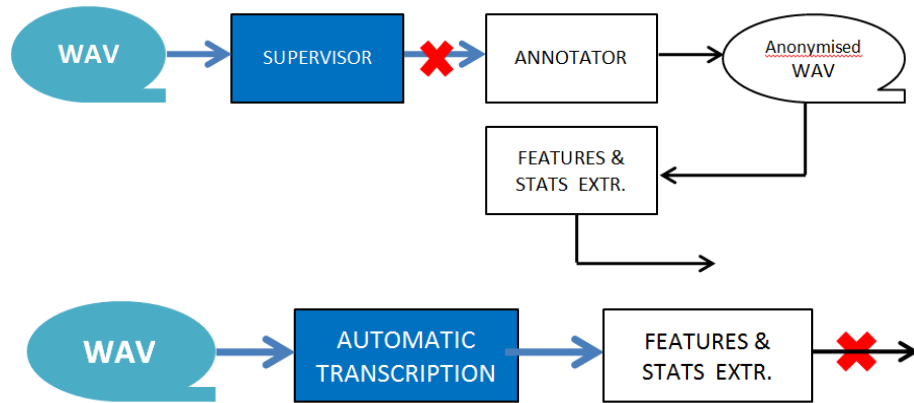 WAV
SUPERVISOR
ANNOTATOR
Anonymised
WAV
FEATURES &
STATS EXTR.
WAV
AUTOMATIC
TRANSCRIPTION
FEATURES &
STATS EXTR.